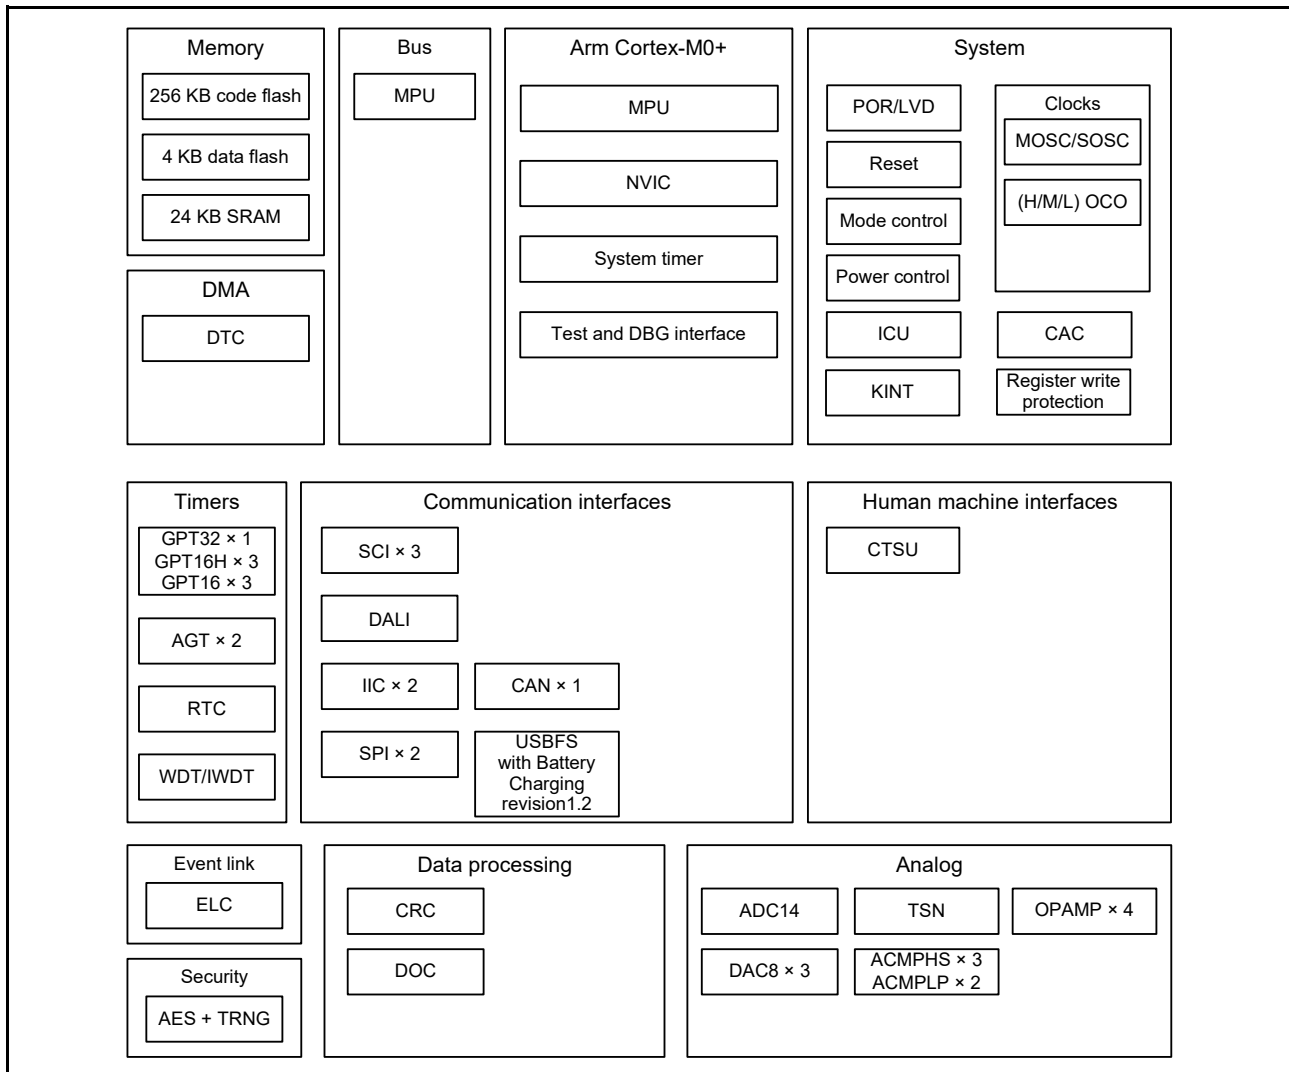 Memory
256 KB code flash
4 KB data flash
24 KB SRAM
DMA
DTC
Bus
MPU
Arm Cortex-M0+
MPU
NVIC
System timer
Test and DBG interface
System
POR/LVD
Reset
Mode control
Power control
ICU
KINT
Clocks
MOSC/SOSC
(H/M/L) OCO
CAC
Register write
protection
Timers
GPT32 × 1
GPT16H × 3
GPT16 × 3
AGT × 2
RTC
WDT/IWDT
Communication interfaces
SCI × 3
DALI
IIC × 2
SPI × 2
CAN × 1
USBFS
with Battery
Charging
revision1.2
Human machine interfaces
CTSU
Event link
ELC
Security
AES + TRNG
Data processing
CRC
DOC
Analog
ADC14
TSN
OPAMP × 4
DAC8 × 3
ACMPHS × 3
ACMPLP × 2